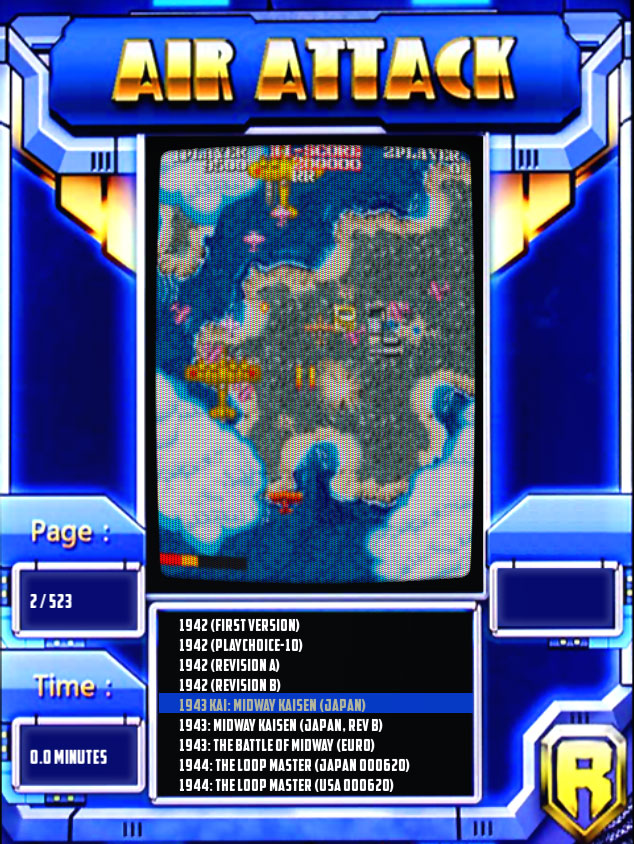 AIR ATTACK
1PLAYER HI-SCORE 2PLAYER
0
Page :
2 / 523
Time :
0.0 MINUTES
1942 (FIRST VERSION)
1942 (PLAYCHOICE-10)
1942 (REVISION A)
1942 (REVISION B)
1943 KAI: MIDWAY KAISEN (JAPAN)
1943: MIDWAY KAISEN (JAPAN, REV B)
1943: THE BATTLE OF MIDWAY (EURO)
1944: THE LOOP MASTER (JAPAN 000620)
1944: THE LOOP MASTER (USA 000620)
R